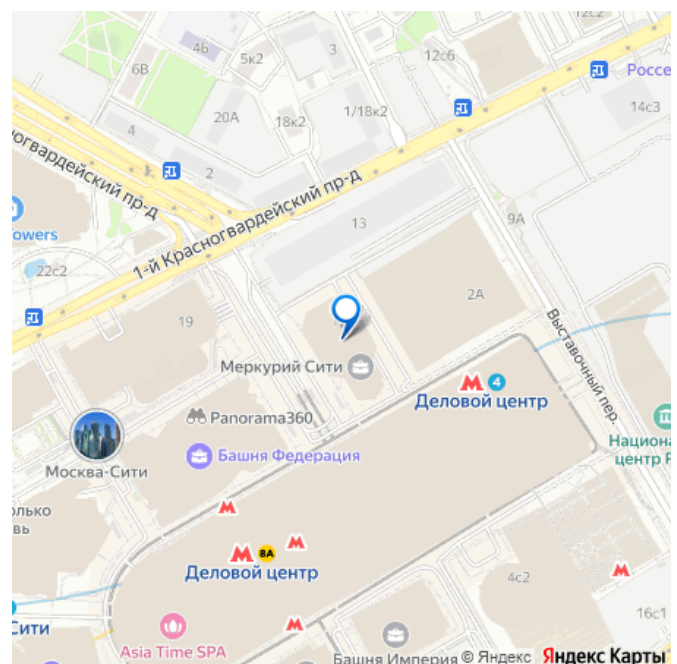 12с2
4Б
5к2
3
12с6
6В
Россе
14с3
20А
18к2
1/18к2
4
2
ногвардейский пр-д
1-й Красногвардейский пр-д
13
9А
owers
22с2
2А
19
Выставочный пер.
Меркурий Сити
М 4
Деловой центр
Panorama360
Национа
центр Р
Башня Федерация
Москва-Сити
олько
вь
М
М 8А
М
Деловой центр
4с2
М
16с1
Сити
М
Asia Time SPA
Башня Империя © Яндекс Яндекс Карты